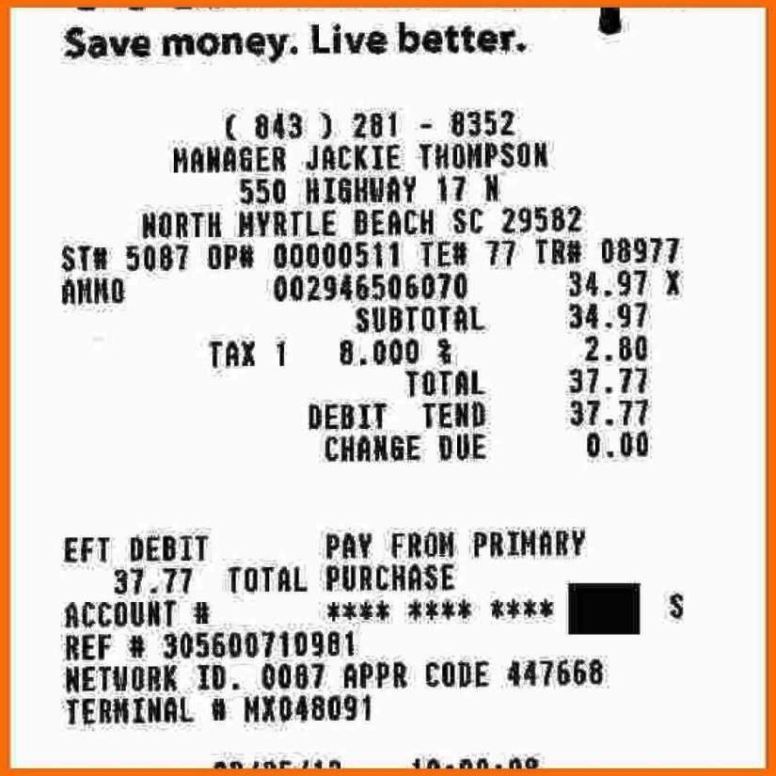 Save money. Live better.
( 843 ) 281 - 8352
MANAGER JACKIE THOMPSON
550 HIGHWAY 17 N
NORTH MYRTLE BEACH SC 29582
ST# 5087 OP# 00000511 TE# 77 TR# 08977
AMMO 002946506070 34.97 X
SUBTOTAL 34.97
TAX 1 8.000 % 2.80
TOTAL 37.77
DEBIT TEND 37.77
CHANGE DUE 0.00
EFT DEBIT PAY FROM PRIMARY
37.77 TOTAL PURCHASE
ACCOUNT # **** **** **** S
REF # 305600710981
NETWORK ID. 0087 APPR CODE 447668
TERMINAL # MX048091